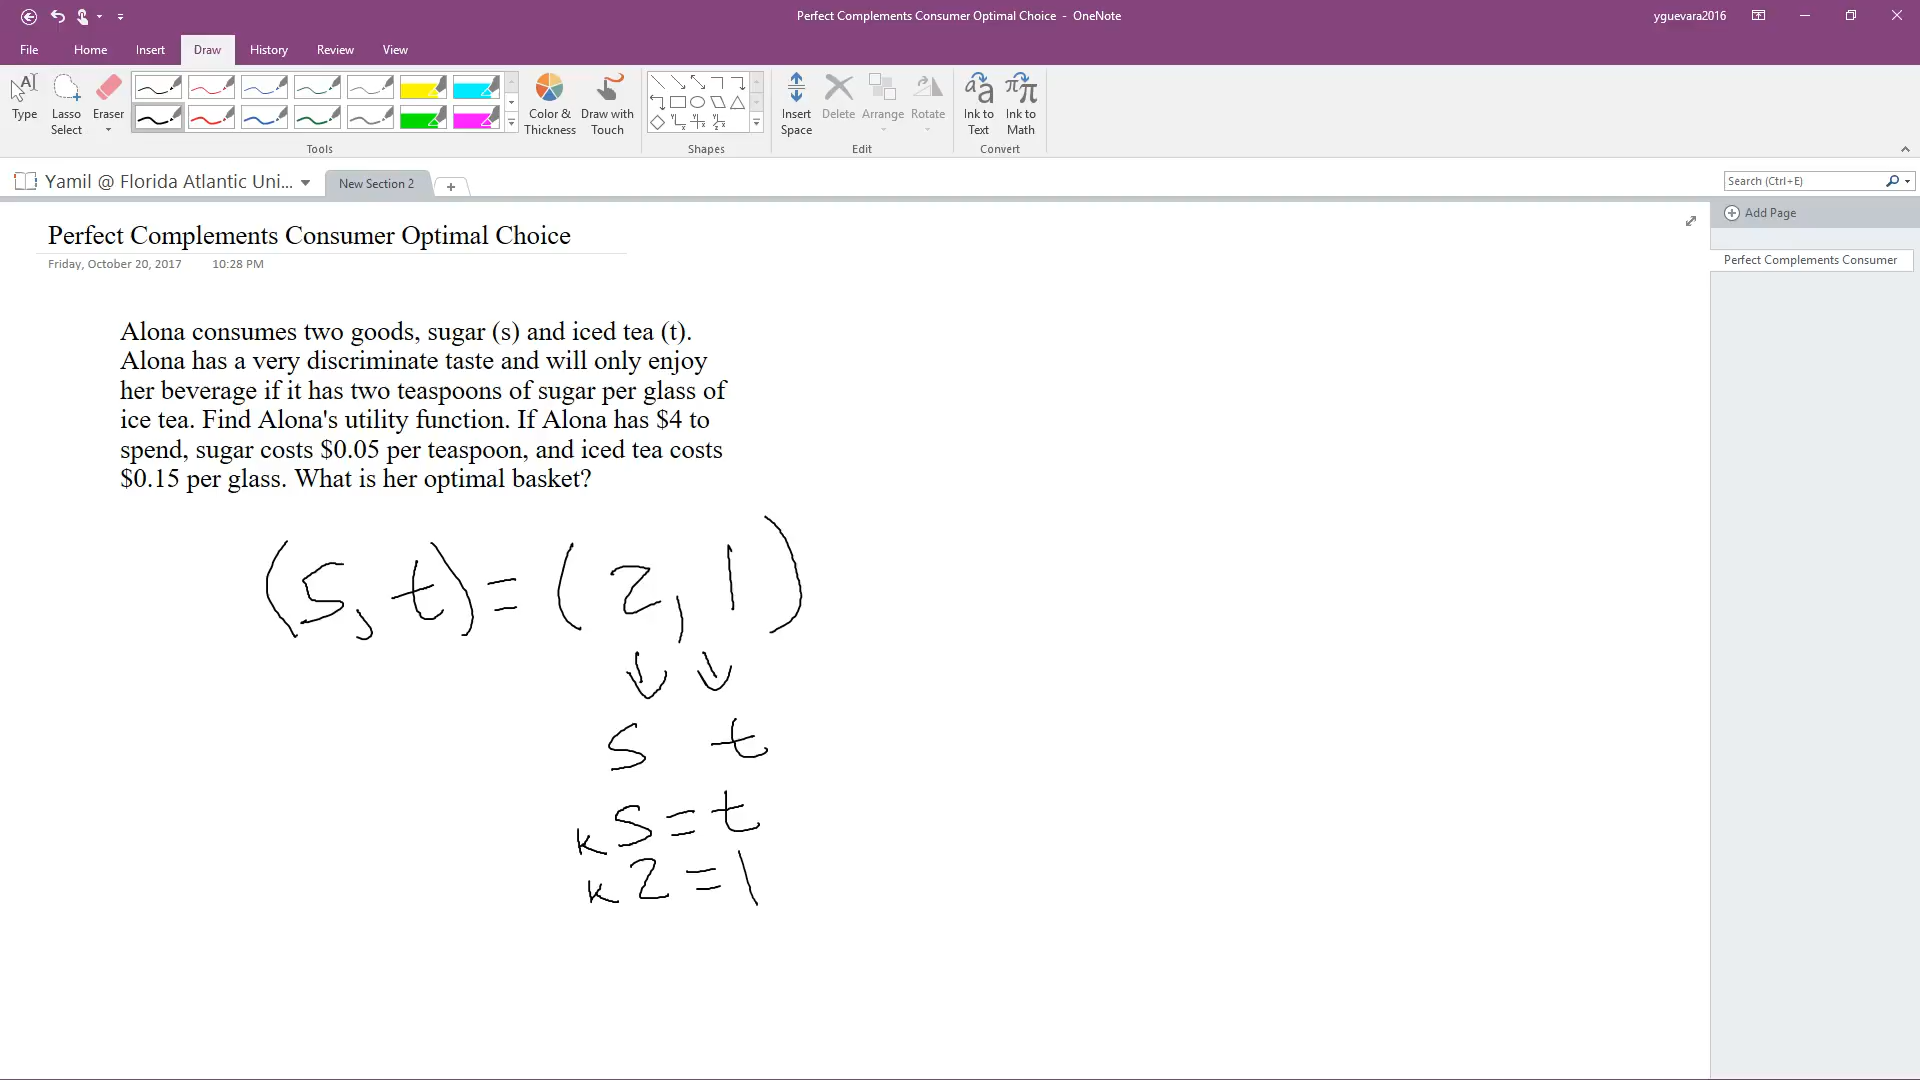 Perfect Complements Consumer Optimal Choice - OneNote
yguevara2016
File Home Insert Draw History Review View
Type
Lasso Select
Eraser
Color & Thickness
Draw with Touch
Insert Space
Delete
Arrange
Rotate
Ink to Text
Ink to Math
Tools
Shapes
Edit
Convert
Yamil @ Florida Atlantic Uni...
New Section 2
Search (Ctrl+E)
Add Page
Perfect Complements Consumer
Perfect Complements Consumer Optimal Choice
Friday, October 20, 2017 10:28 PM
Alona consumes two goods, sugar (s) and iced tea (t).
Alona has a very discriminate taste and will only enjoy
her beverage if it has two teaspoons of sugar per glass of
ice tea. Find Alona's utility function. If Alona has $4 to
spend, sugar costs $0.05 per teaspoon, and iced tea costs
$0.15 per glass. What is her optimal basket?
(s, t) = (2, 1)
↓ ↓
s t
k s = t
k 2 = 1